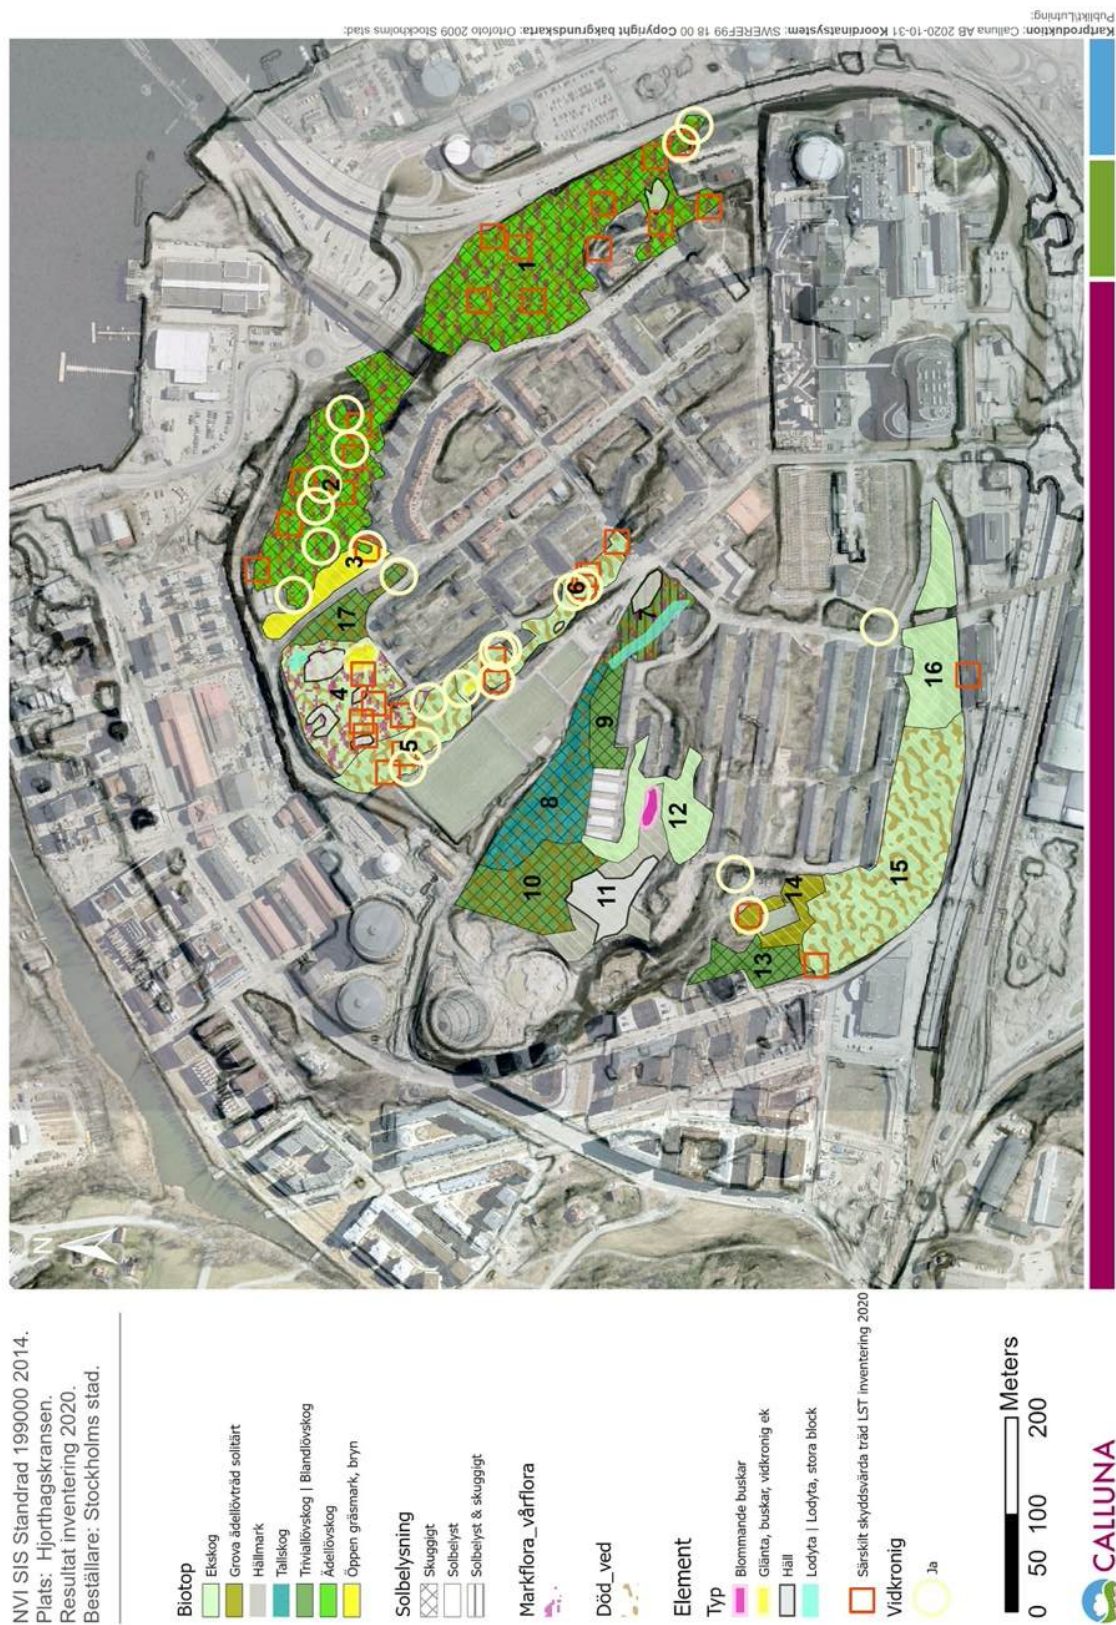 NVI SIS Standrad 199000 2014.
Plats: Hjorthagskransen.
Resultat inventering 2020.
Beställare: Stockholms stad.
Biotop
Ekskog
Grova ädellövträd solitärt
Hällmark
Tallskog
Triviallövskog | Blandlövskog
Ädellövskog
Öppen gräsmark, bryn
Solbelysning
Skuggigt
Solbelyst
Solbelyst & skuggigt
Markflora_vårflora
Död_ved
Element
Typ
Blommande buskar
Glänta, buskar, vidkronig ek
Häll
Lodyta | Lodyta, stora block
Särskilt skyddsvärda träd LST inventering 2020
Vidkronig
Ja
0 50 100 200
Meters
CALLUNA
N
1
2
3
17
4
5
6
7
9
8
10
11
12
13
14
15
16
Kartproduktion: Calluna AB 2020-10-31 Koordinatsystem: SWEREF99 18 00 Copyright bakgrundskarta: Ortofoto 2009 Stockholms stad:
Publikt\Lutning: